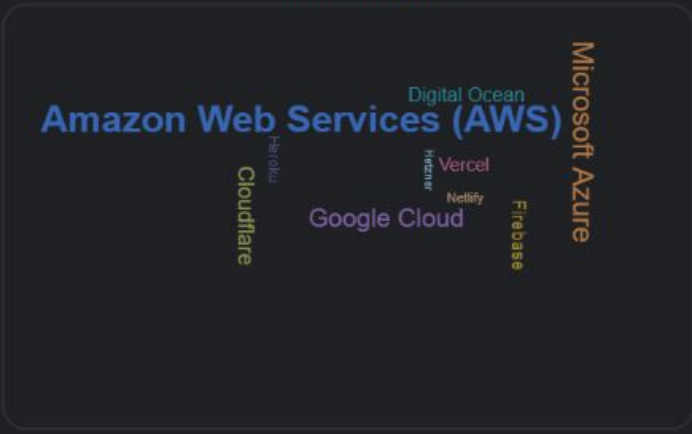 Microsoft Azure
Digital Ocean
Amazon Web Services (AWS)
Heroku
Hetzner
Vercel
Cloudflare
Netlify
Google Cloud
Firebase